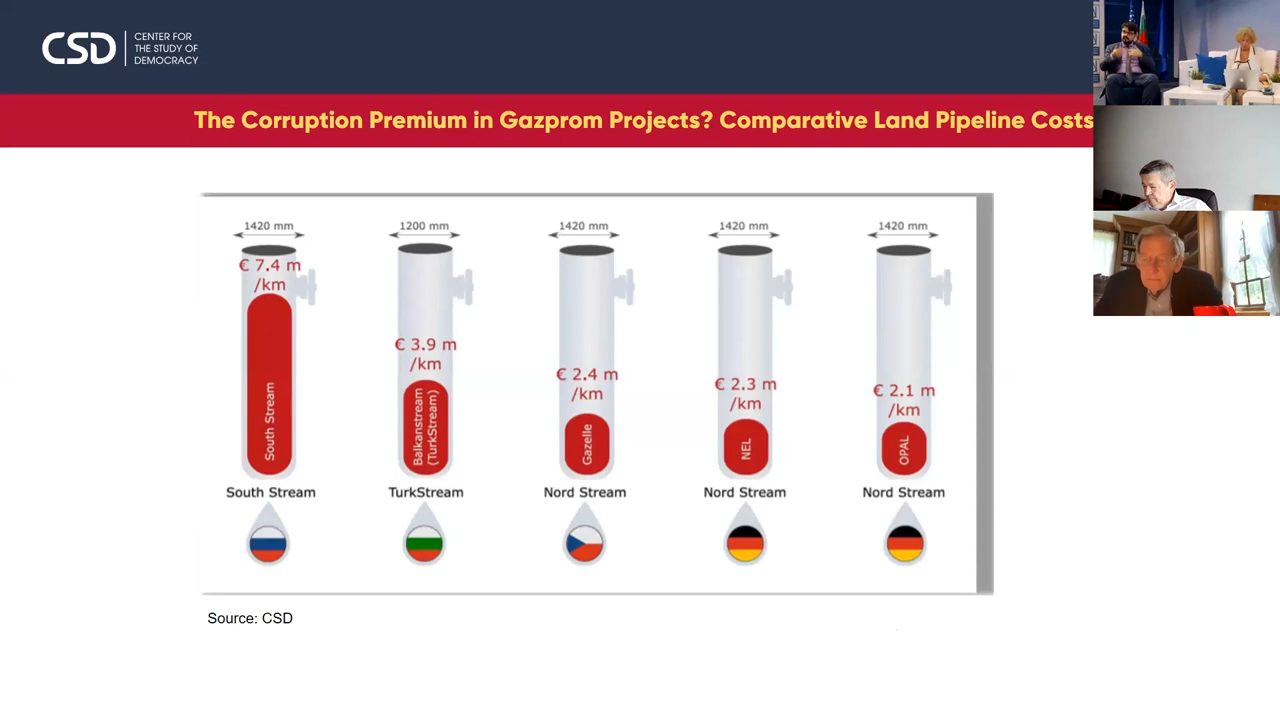 CSD
CENTER FOR
THE STUDY OF
DEMOCRACY
The Corruption Premium in Gazprom Projects? Comparative Land Pipeline Costs
1420 mm
1200 mm
1420 mm
1420 mm
1420 mm
€ 7.4 m
/km
€ 3.9 m
/km
€ 2.4 m
/km
€ 2.3 m
/km
€ 2.1 m
/km
South Stream
Balkanstream
(TurkStream)
Gazelle
NEL
OPAL
South Stream
TurkStream
Nord Stream
Nord Stream
Nord Stream
Source: CSD